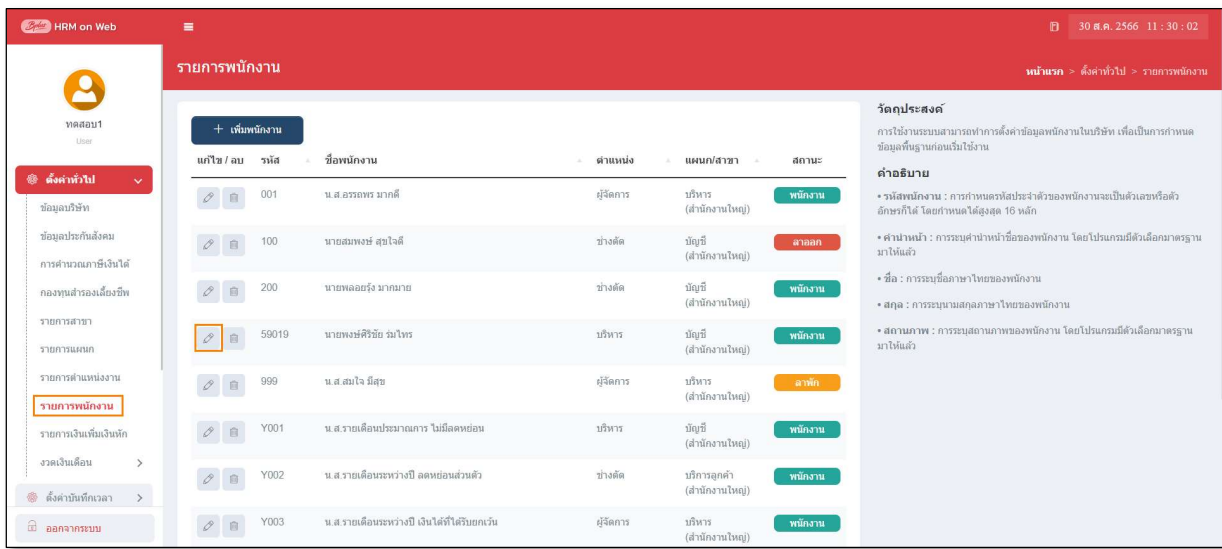 Bplus HRM on Web
30 ส.ค. 2566 11 : 30 : 02
รายการพนักงาน
หน้าแรก > ตั้งค่าทั่วไป > รายการพนักงาน
ทดสอบ1
User
ตั้งค่าทั่วไป
ข้อมูลบริษัท
ข้อมูลประกันสังคม
การคำนวณภาษีเงินได้
กองทุนสำรองเลี้ยงชีพ
รายการสาขา
รายการแผนก
รายการตำแหน่งงาน
รายการพนักงาน
รายการเงินเพิ่มเงินหัก
งวดเงินเดือน
ตั้งค่าบันทึกเวลา
ออกจากระบบ
+ เพิ่มพนักงาน
แก้ไข / ลบ รหัส ชื่อพนักงาน ตำแหน่ง แผนก/สาขา สถานะ
001 น.ส.อรรถพร มากดี ผู้จัดการ บริหาร พนักงาน
(สำนักงานใหญ่)
100 นายสมพงษ์ สุขใจดี ช่างตัด บัญชี ลาออก
(สำนักงานใหญ่)
200 นายพลอยรุ้ง มากมาย ช่างตัด บัญชี พนักงาน
(สำนักงานใหญ่)
59019 นายพงษ์ศิริชัย ร่มไทร บริหาร บัญชี พนักงาน
(สำนักงานใหญ่)
999 น.ส.สมใจ มีสุข ผู้จัดการ บริหาร ลาพัก
(สำนักงานใหญ่)
Y001 น.ส.รายเดือนประมาณการ ไม่มีลดหย่อน บริหาร บัญชี พนักงาน
(สำนักงานใหญ่)
Y002 น.ส.รายเดือนระหว่างปี ลดหย่อนส่วนตัว ช่างตัด บริการลูกค้า พนักงาน
(สำนักงานใหญ่)
Y003 น.ส.รายเดือนระหว่างปี เงินได้ที่ได้รับยกเว้น ผู้จัดการ บริหาร พนักงาน
(สำนักงานใหญ่)
วัตถุประสงค์
การใช้งานระบบสามารถทำการตั้งค่าข้อมูลพนักงานในบริษัท เพื่อเป็นการกำหนด
ข้อมูลพื้นฐานก่อนเริ่มใช้งาน
คำอธิบาย
• รหัสพนักงาน : การกำหนดรหัสประจำตัวของพนักงานจะเป็นตัวเลขหรือตัว
อักษรก็ได้ โดยกำหนดได้สูงสุด 16 หลัก
• คำนำหน้า : การระบุคำนำหน้าชื่อของพนักงาน โดยโปรแกรมมีตัวเลือกมาตรฐาน
มาให้แล้ว
• ชื่อ : การระบุชื่อภาษาไทยของพนักงาน
• สกุล : การระบุนามสกุลภาษาไทยของพนักงาน
• สถานภาพ : การระบุสถานภาพของพนักงาน โดยโปรแกรมมีตัวเลือกมาตรฐาน
มาให้แล้ว